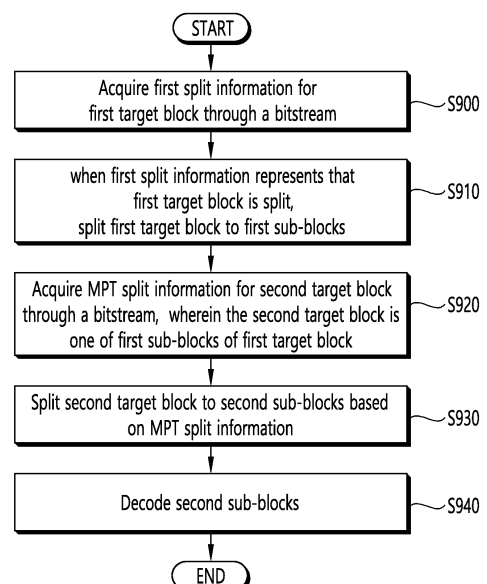 START
Acquire first split information for
first target block through a bitstream
S900
when first split information represents that
first target block is split,
split first target block to first sub-blocks
S910
Acquire MPT split information for second target block
through a bitstream, wherein the second target block is
one of first sub-blocks of first target block
S920
Split second target block to second sub-blocks based
on MPT split information
S930
Decode second sub-blocks
S940
END